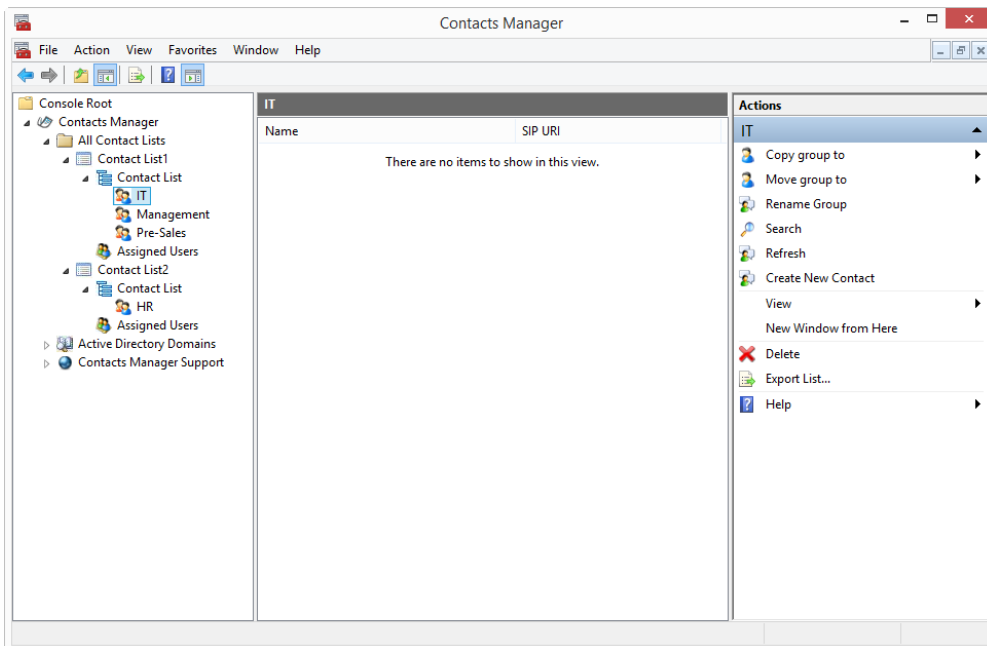 Contacts Manager
File Action View Favorites Window Help
Console Root
Contacts Manager
All Contact Lists
Contact List1
Contact List
IT
Management
Pre-Sales
Assigned Users
Contact List2
Contact List
HR
Assigned Users
Active Directory Domains
Contacts Manager Support
IT
Name SIP URI
There are no items to show in this view.
Actions
IT
Copy group to
Move group to
Rename Group
Search
Refresh
Create New Contact
View
New Window from Here
Delete
Export List...
Help